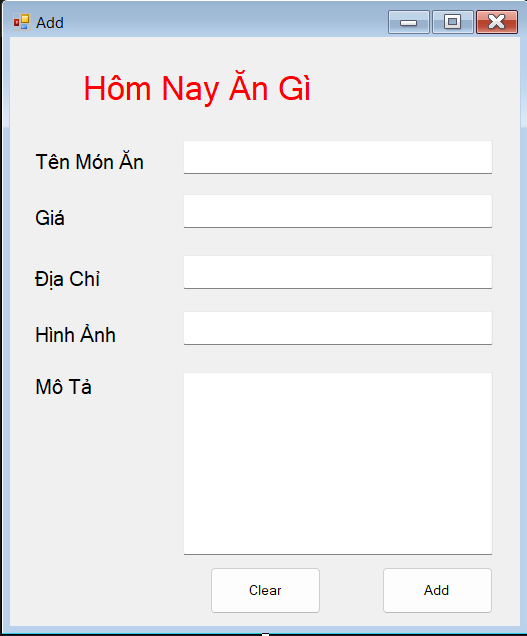 Add
Hôm Nay Ăn Gì
Tên Món Ăn
Giá
Địa Chỉ
Hình Ảnh
Mô Tả
Clear
Add